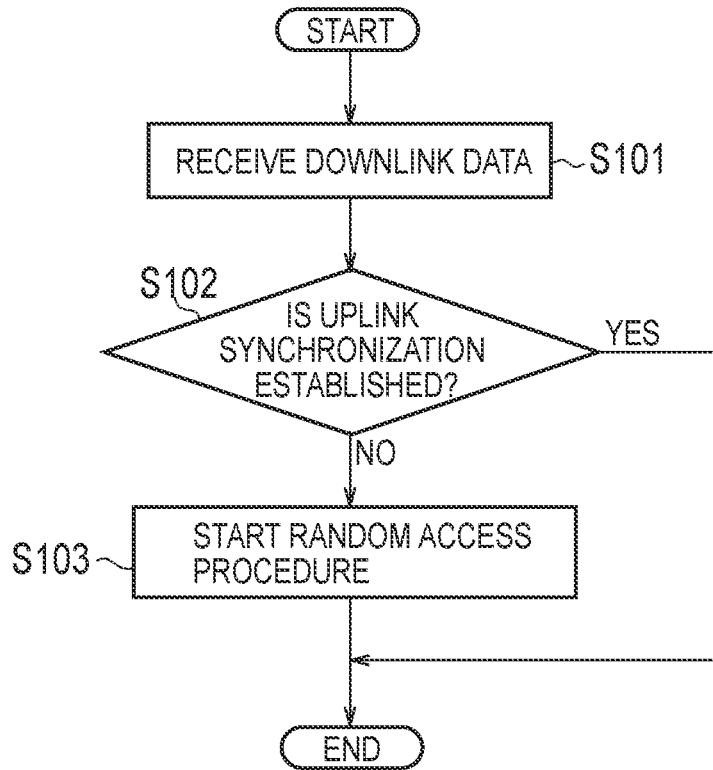 START
RECEIVE DOWNLINK DATA
S101
S102
IS UPLINK
SYNCHRONIZATION
ESTABLISHED?
YES
NO
S103
START RANDOM ACCESS
PROCEDURE
END